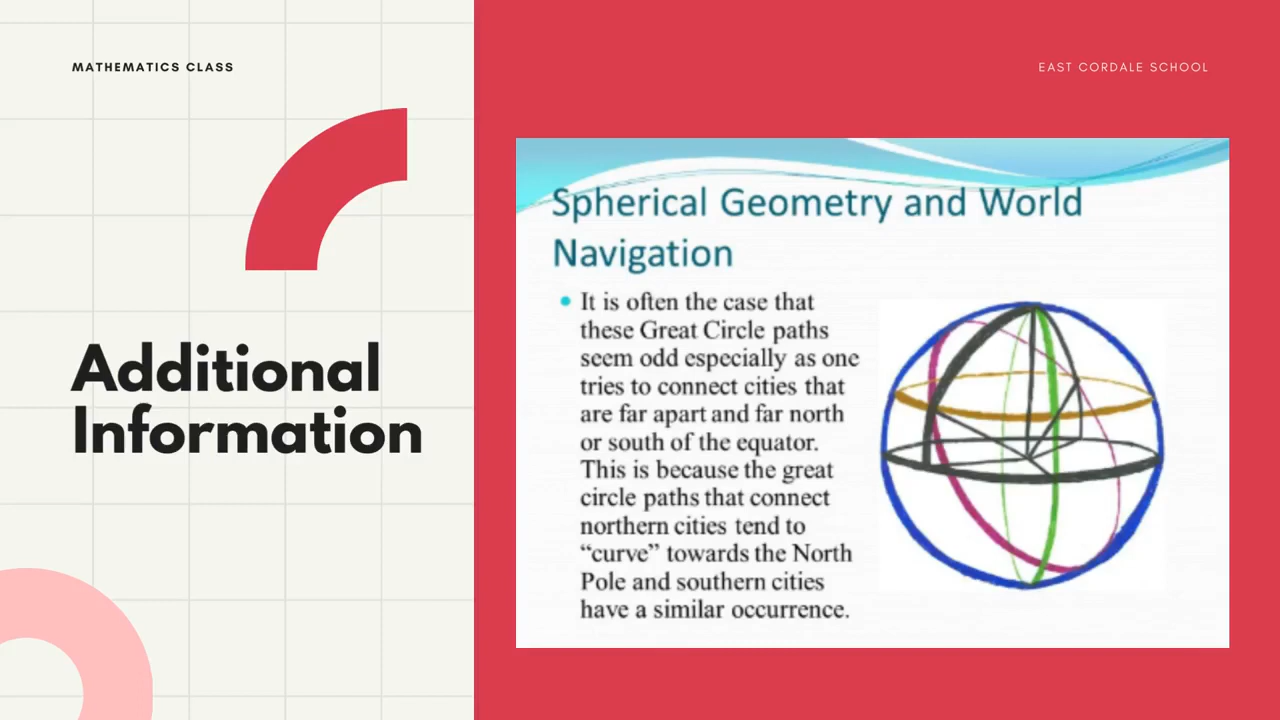 MATHEMATICS CLASS
EAST CORDALE SCHOOL
Additional
Information
Spherical Geometry and World
Navigation
• It is often the case that
these Great Circle paths
seem odd especially as one
tries to connect cities that
are far apart and far north
or south of the equator.
This is because the great
circle paths that connect
northern cities tend to
“curve” towards the North
Pole and southern cities
have a similar occurrence.